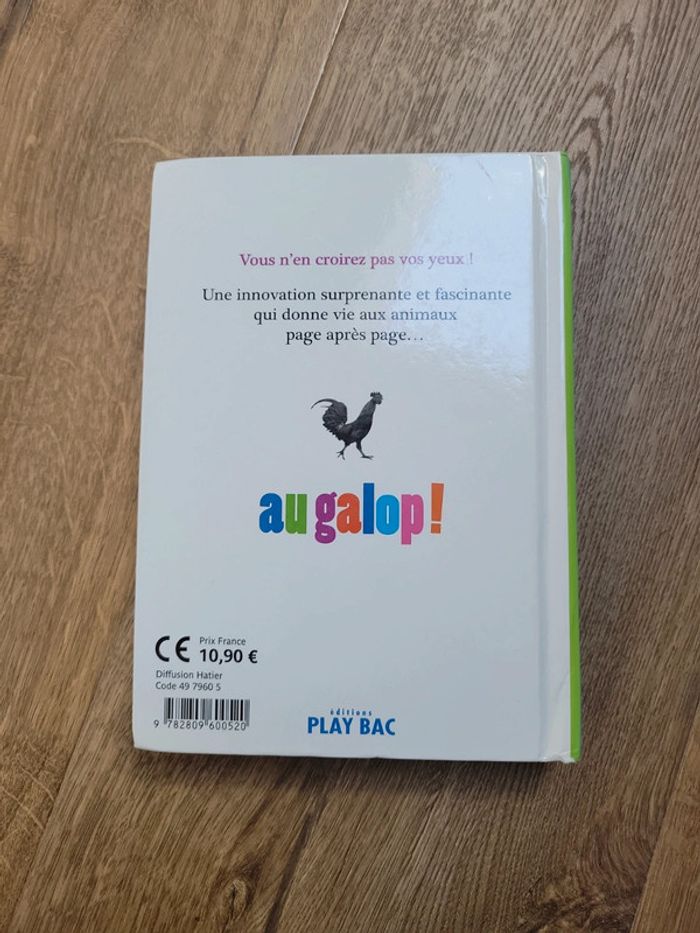 Vous n'en croirez pas vos yeux !
Une innovation surprenante et fascinante
qui donne vie aux animaux
page après page…
au galop!
CE
Prix France
10,90 €
Diffusion Hatier
Code 49 7960 5
9 782809 600520
éditions
PLAY BAC